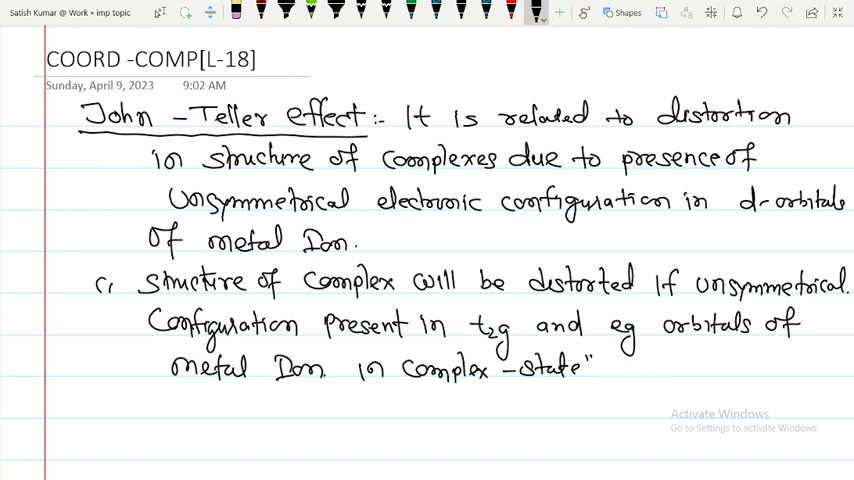 Satish Kumar @ Work » imp topic
Shapes
COORD -COMP[L-18]
Sunday, April 9, 2023 9:02 AM
John - Teller effect :- It is related to distortion
in structure of complexes due to presence of
unsymmetrical electronic configuration in d-orbitals
of metal Ion.
"Structure of complex will be distorted if unsymmetrical.
Configuration present in t2g and eg orbitals of
metal Ion. in complex-state"
Activate Windows
Go to Settings to activate Windows.